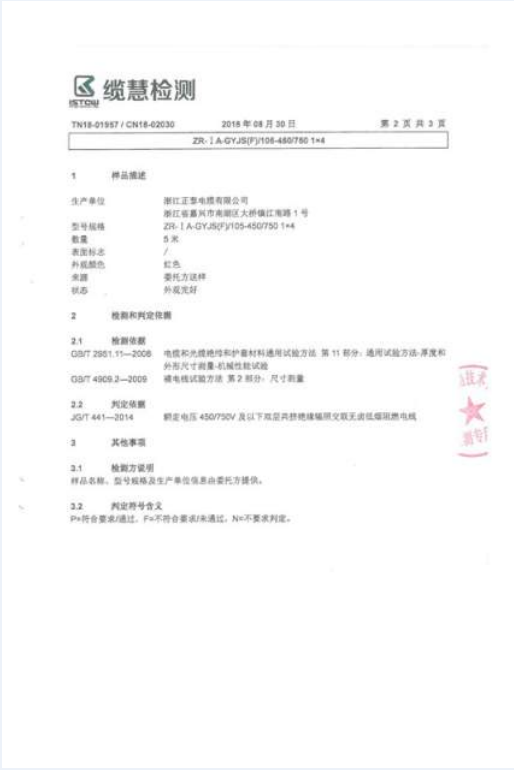 ISTCW
缆慧检测
TN18-01957 / CN18-02030 2018 年 08 月 30 日 第 2 页 共 3 页
ZR-ⅠA-GYJS(F)/105-450/750 1×4
1 样品描述
生产单位 浙江正泰电缆有限公司
浙江省嘉兴市南湖区大桥镇江南路 1 号
型号规格 ZR-ⅠA-GYJS(F)/105-450/750 1×4
数量 5 米
表面标志 /
外观颜色 红色
来源 委托方送样
状态 外观完好
2 检测和判定依据
2.1 检测依据
GB/T 2951.11—2008 电缆和光缆绝缘和护套材料通用试验方法 第 11 部分：通用试验方法-厚度和
外形尺寸测量-机械性能试验
GB/T 4909.2—2009 裸电线试验方法 第 2 部分：尺寸测量
2.2 判定依据
JG/T 441—2014 额定电压 450/750V 及以下双层共挤绝缘辐照交联无卤低烟阻燃电线
3 其他事项
3.1 检测方说明
样品名称、型号规格及生产单位信息由委托方提供。
3.2 判定符号含义
P=符合要求/通过，F=不符合要求/未通过，N=不要求判定。
技术
测专